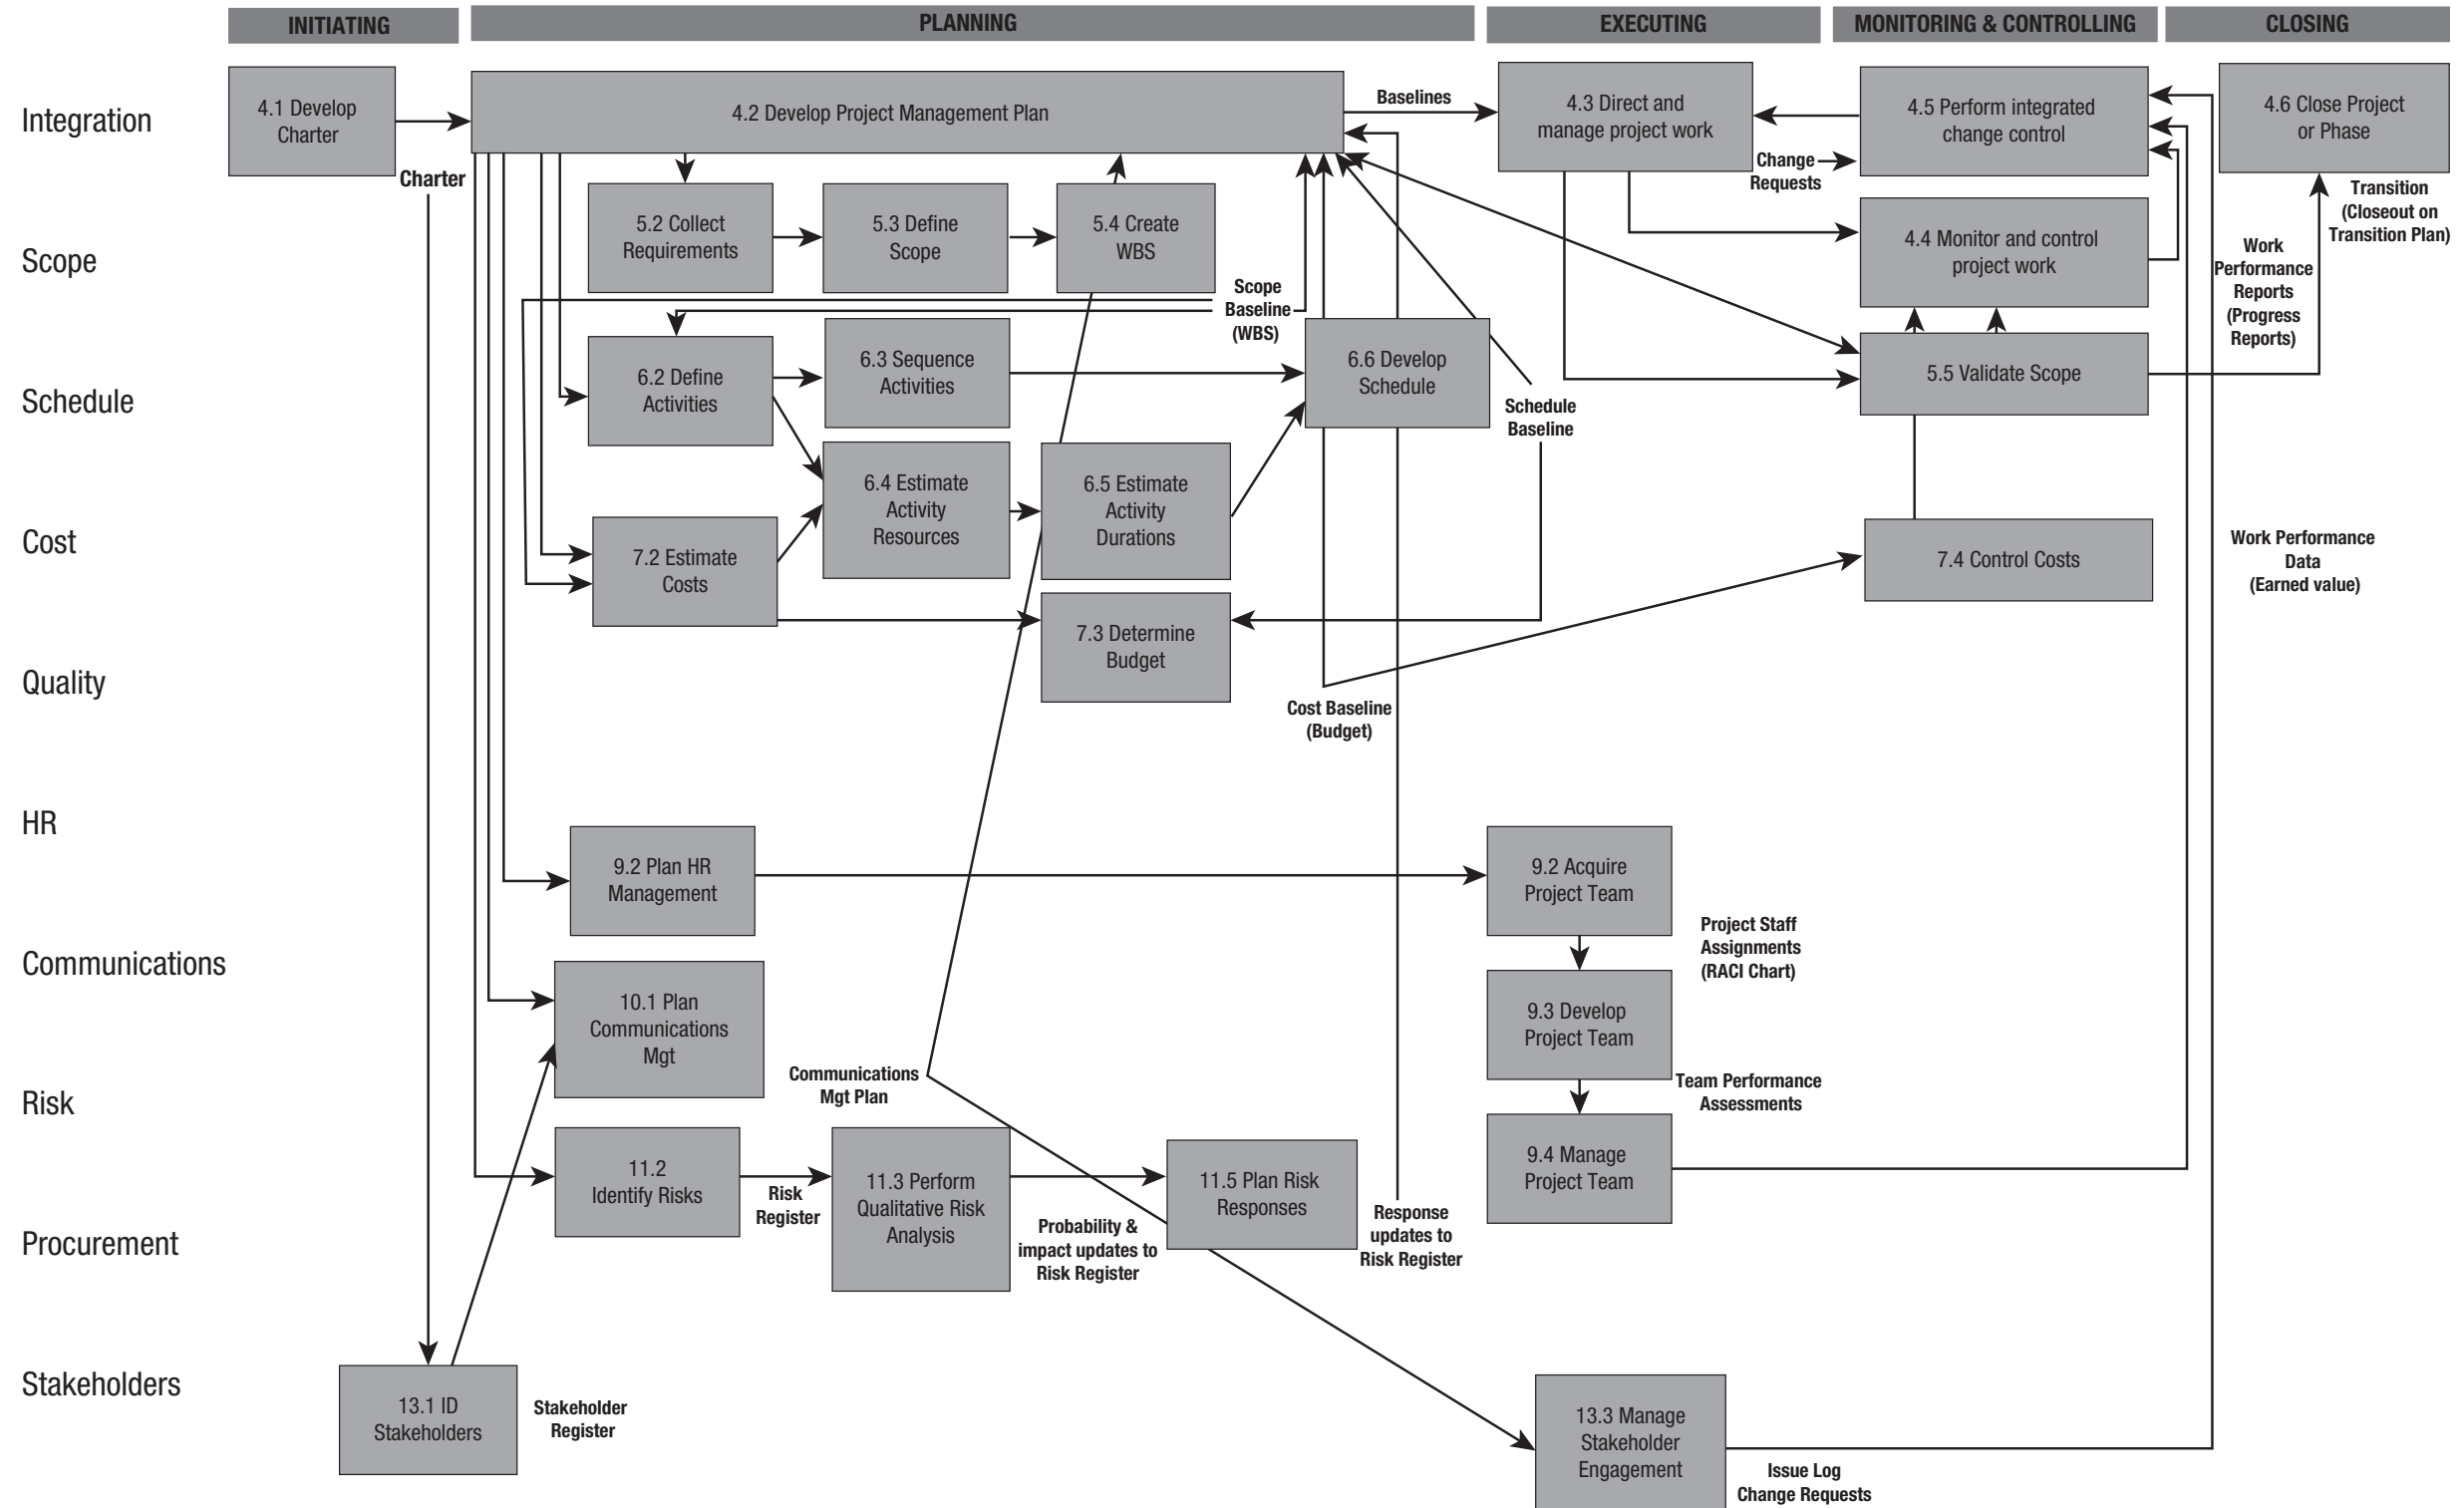 INITIATING
PLANNING
EXECUTING
MONITORING & CONTROLLING
CLOSING
Integration
4.1 Develop
Charter
Charter
4.2 Develop Project Management Plan
Baselines
4.3 Direct and
manage project work
4.5 Perform integrated
change control
Change
Requests
4.6 Close Project
or Phase
Transition
(Closeout on
Transition Plan)
Scope
5.2 Collect
Requirements
5.3 Define
Scope
5.4 Create
WBS
Scope
Baseline
(WBS)
4.4 Monitor and control
project work
Work
Performance
Reports
(Progress
Reports)
Schedule
6.2 Define
Activities
6.3 Sequence
Activities
6.6 Develop
Schedule
Schedule
Baseline
5.5 Validate Scope
6.4 Estimate
Activity
Resources
6.5 Estimate
Activity
Durations
Cost
7.2 Estimate
Costs
7.4 Control Costs
Work Performance
Data
(Earned value)
7.3 Determine
Budget
Quality
Cost Baseline
(Budget)
HR
9.2 Plan HR
Management
9.2 Acquire
Project Team
Project Staff
Assignments
(RACI Chart)
Communications
10.1 Plan
Communications
Mgt
9.3 Develop
Project Team
Communications
Mgt Plan
Team Performance
Assessments
Risk
11.2
Identify Risks
Risk
Register
11.3 Perform
Qualitative Risk
Analysis
Probability &
impact updates to
Risk Register
11.5 Plan Risk
Responses
Response
updates to
Risk Register
9.4 Manage
Project Team
Procurement
Stakeholders
13.1 ID
Stakeholders
Stakeholder
Register
13.3 Manage
Stakeholder
Engagement
Issue Log
Change Requests